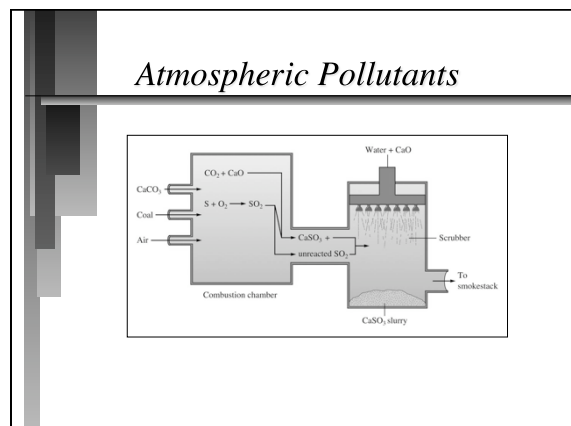 Atmospheric Pollutants
Water + CaO
CO₂ + CaO
CaCO₃
S + O₂ → SO₂
Coal
Air
CaSO₃ +
unreacted SO₂
Scrubber
To
smokestack
Combustion chamber
CaSO₃ slurry